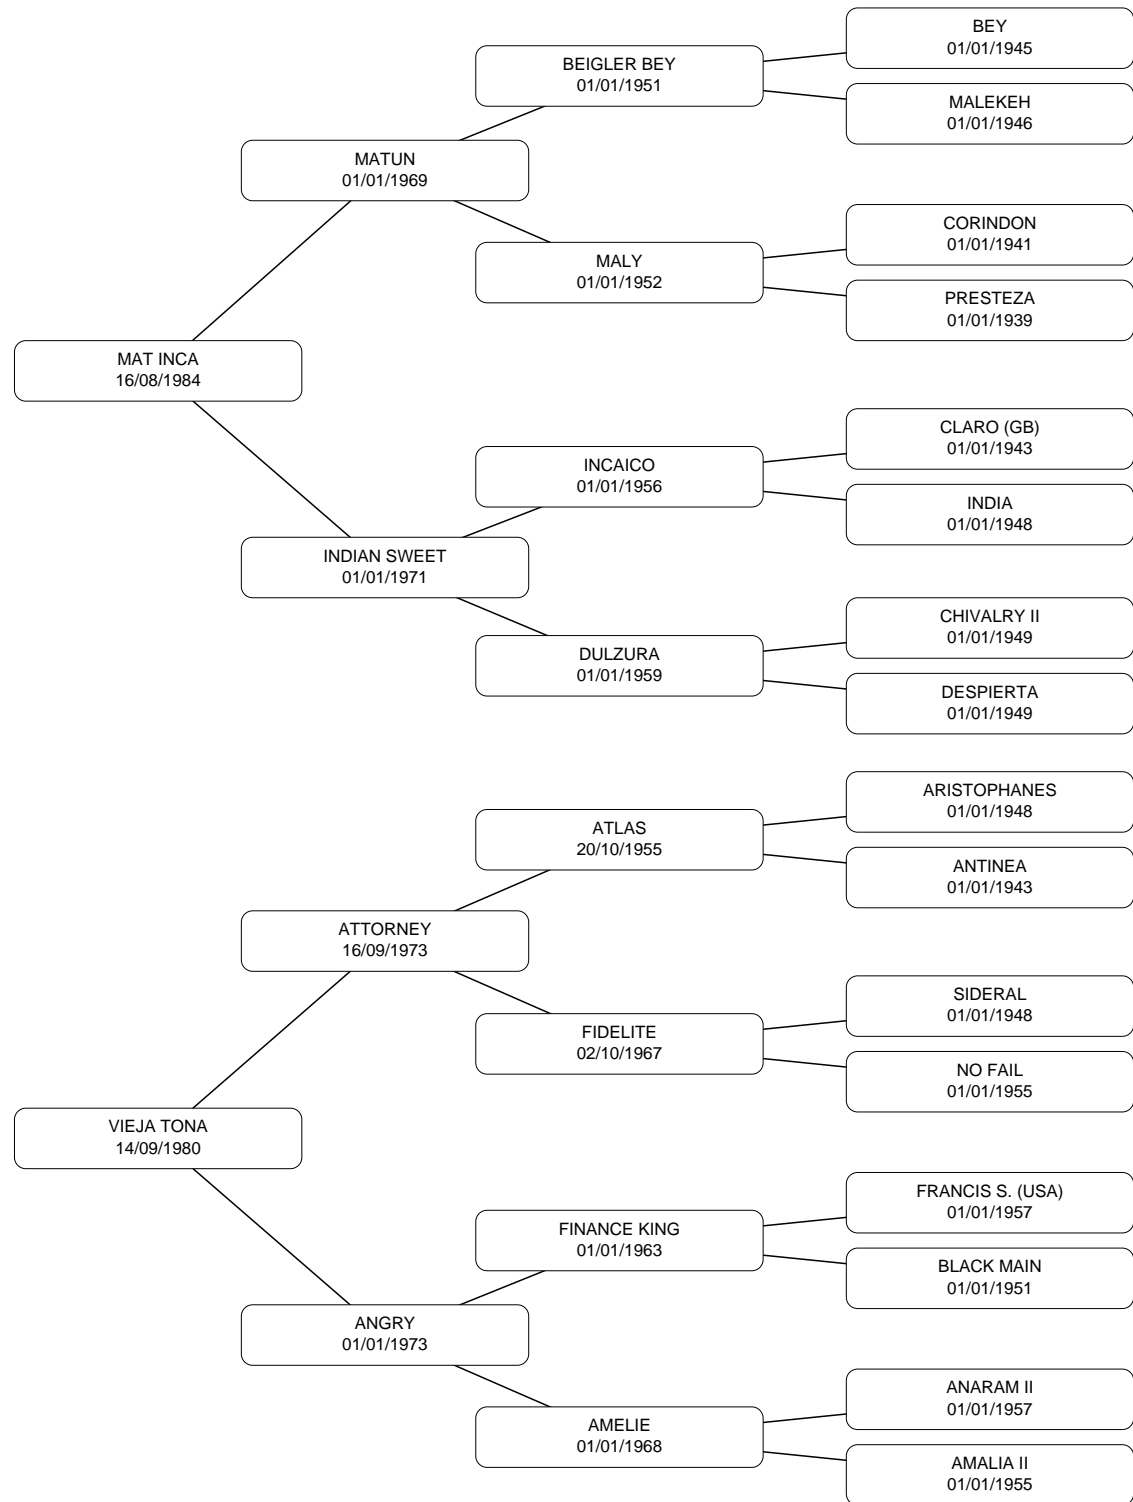 BEY
01/01/1945
BEIGLER BEY
01/01/1951
MALEKEH
01/01/1946
MATUN
01/01/1969
CORINDON
01/01/1941
MALY
01/01/1952
PRESTEZA
01/01/1939
MAT INCA
16/08/1984
CLARO (GB)
01/01/1943
INCAICO
01/01/1956
INDIA
01/01/1948
INDIAN SWEET
01/01/1971
CHIVALRY II
01/01/1949
DULZURA
01/01/1959
DESPIERTA
01/01/1949
ARISTOPHANES
01/01/1948
ATLAS
20/10/1955
ANTINEA
01/01/1943
ATTORNEY
16/09/1973
SIDERAL
01/01/1948
FIDELITE
02/10/1967
NO FAIL
01/01/1955
VIEJA TONA
14/09/1980
FRANCIS S. (USA)
01/01/1957
FINANCE KING
01/01/1963
BLACK MAIN
01/01/1951
ANGRY
01/01/1973
ANARAM II
01/01/1957
AMELIE
01/01/1968
AMALIA II
01/01/1955